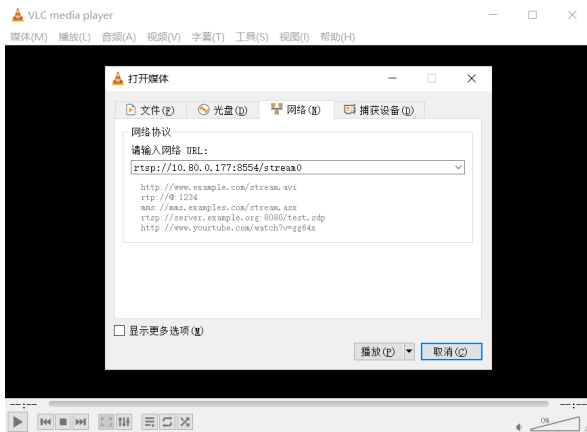 VLC media player
媒体(M) 播放(L) 音频(A) 视频(V) 字幕(T) 工具(S) 视图(I) 帮助(H)
打开媒体
文件(F) 光盘(D) 网络(N) 捕获设备(D)
网络协议
请输入网络 URL:
rtsp://10.80.0.177:8554/stream0
http://www.example.com/stream.avi
rtp://@:1234
mms://mms.examples.com/stream.asx
rtsp://server.example.org:8080/test.sdp
http://www.yourtube.com/watch?v=gg64x
显示更多选项(M)
播放(P) 取消(C)
--:-- --:--
0%